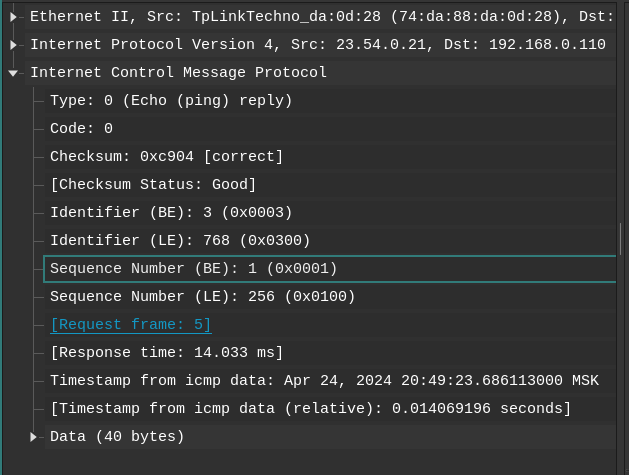 Ethernet II, Src: TpLinkTechno_da:0d:28 (74:da:88:da:0d:28), Dst:
Internet Protocol Version 4, Src: 23.54.0.21, Dst: 192.168.0.110
Internet Control Message Protocol
Type: 0 (Echo (ping) reply)
Code: 0
Checksum: 0xc904 [correct]
[Checksum Status: Good]
Identifier (BE): 3 (0x0003)
Identifier (LE): 768 (0x0300)
Sequence Number (BE): 1 (0x0001)
Sequence Number (LE): 256 (0x0100)
[Request frame: 5]
[Response time: 14.033 ms]
Timestamp from icmp data: Apr 24, 2024 20:49:23.686113000 MSK
[Timestamp from icmp data (relative): 0.014069196 seconds]
Data (40 bytes)